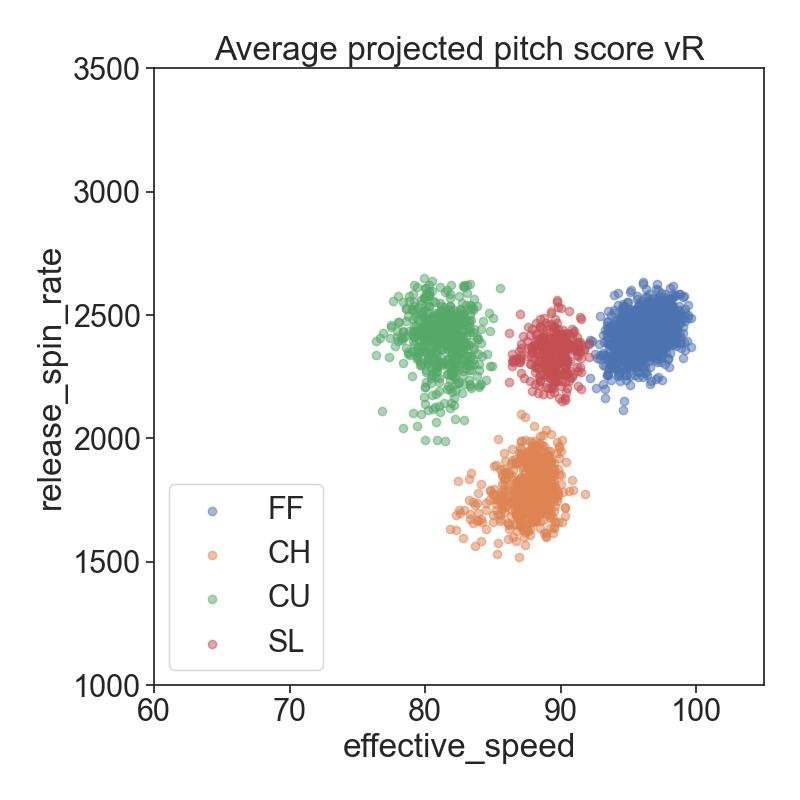 Average projected pitch score vR
3500
3000
2500
2000
1500
1000
release_spin_rate
FF
CH
CU
SL
60 70 80 90 100
effective_speed